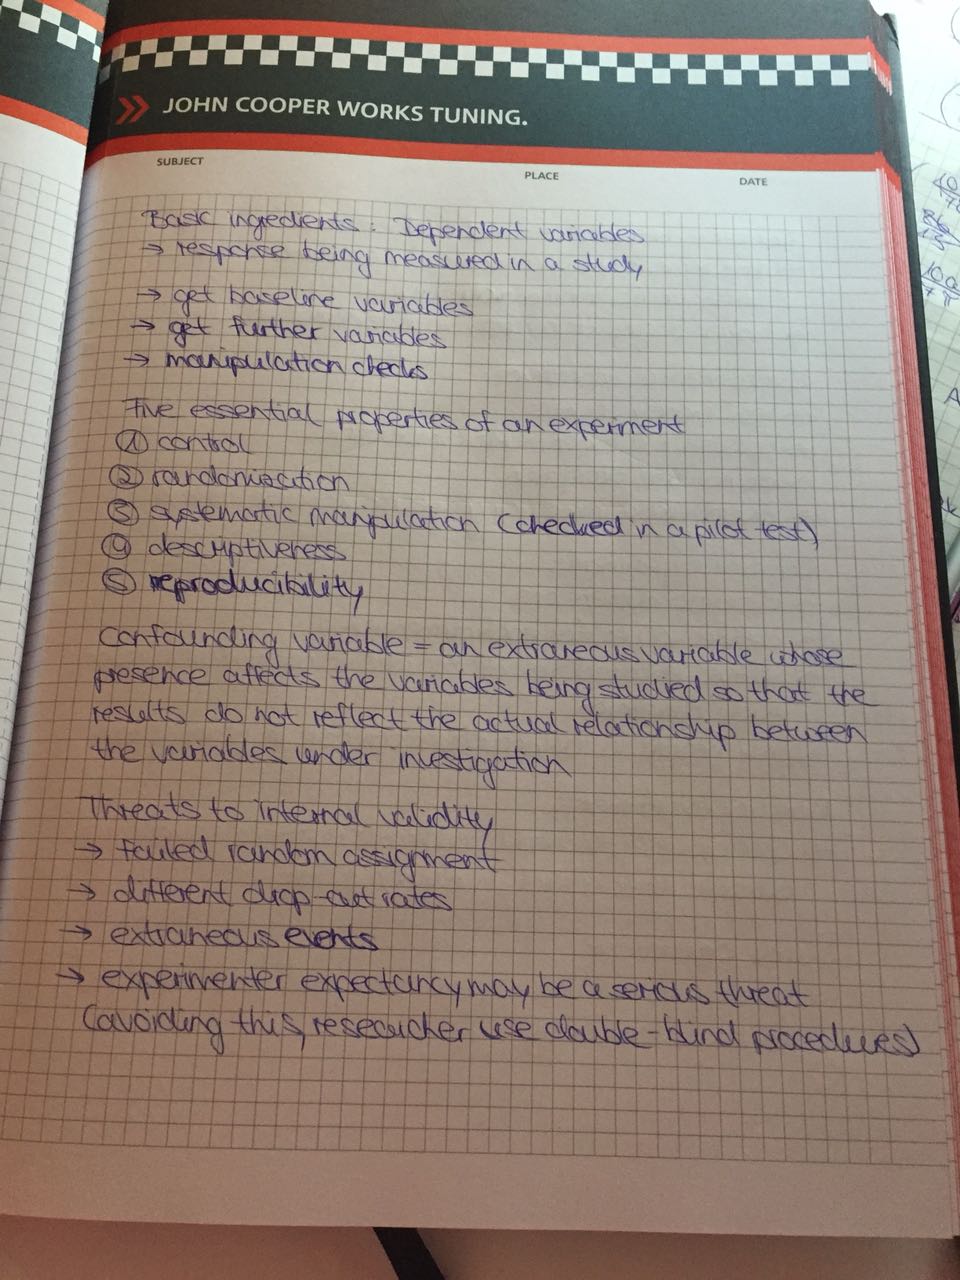 JOHN COOPER WORKS TUNING.
SUBJECT
PLACE
DATE
Basic ingredients: Dependent variables
→ response being measured in a study
→ get baseline variables
→ get further variables
→ manipulation checks
Five essential properties of an experiment
① control
② randomization
③ systematic manipulation (checked in a pilot test)
④ descriptiveness
⑤ reproducibility
Confounding variable = an extraneous variable whose
presence affects the variables being studied so that the
results do not reflect the actual relationship between
the variables under investigation
Threats to internal validity
→ failed random assignment
→ different drop-out rates
→ extraneous events
→ experimenter expectancy may be a serious threat
(avoiding this, researcher use double-blind procedures)